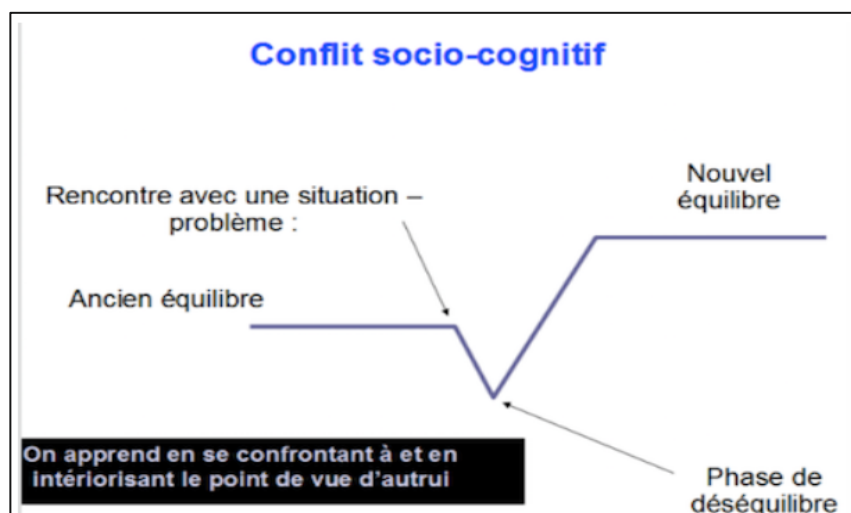 Conflit socio-cognitif
Nouvel
équilibre
Rencontre avec une situation –
problème :
Ancien équilibre
On apprend en se confrontant à et en
intériorisant le point de vue d'autrui
Phase de
déséquilibre